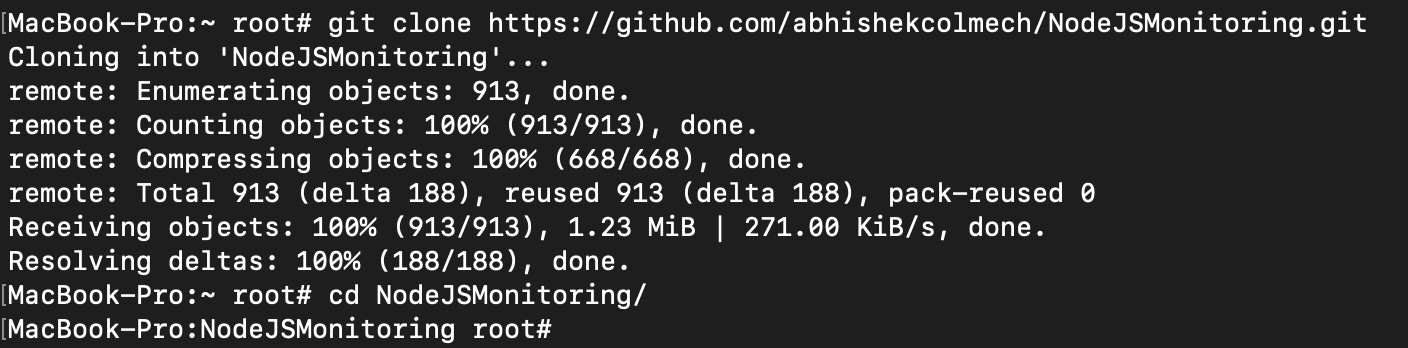 [MacBook-Pro:~ root# git clone https://github.com/abhishekcolmech/NodeJSMonitoring.git
Cloning into 'NodeJSMonitoring'...
remote: Enumerating objects: 913, done.
remote: Counting objects: 100% (913/913), done.
remote: Compressing objects: 100% (668/668), done.
remote: Total 913 (delta 188), reused 913 (delta 188), pack-reused 0
Receiving objects: 100% (913/913), 1.23 MiB | 271.00 KiB/s, done.
Resolving deltas: 100% (188/188), done.
[MacBook-Pro:~ root# cd NodeJSMonitoring/
[MacBook-Pro:NodeJSMonitoring root#